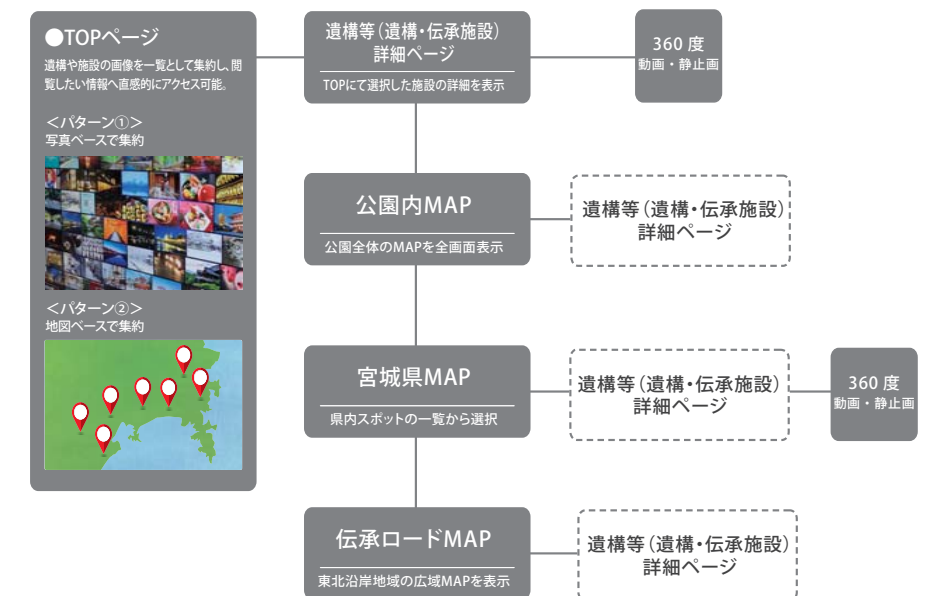 ●TOPページ
遺構や施設の画像を一覧として集約し、閲
覧したい情報へ直感的にアクセス可能。
＜パターン①＞
写真ベースで集約
＜パターン②＞
地図ベースで集約
遺構等（遺構・伝承施設）
詳細ページ
TOPにて選択した施設の詳細を表示
360 度
動画・静止画
公園内MAP
公園全体のMAPを全画面表示
遺構等（遺構・伝承施設）
詳細ページ
宮城県MAP
県内スポットの一覧から選択
遺構等（遺構・伝承施設）
詳細ページ
360 度
動画・静止画
伝承ロードMAP
東北沿岸地域の広域MAPを表示
遺構等（遺構・伝承施設）
詳細ページ